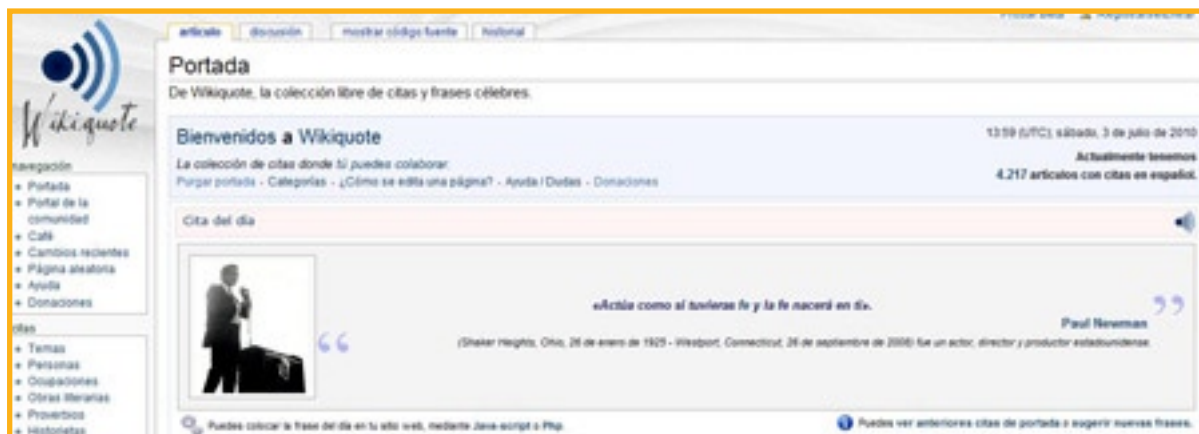 Probar Beta Registrarse/Entrar
artículo discusión mostrar código fuente historial
Portada
De Wikiquote, la colección libre de citas y frases célebres.
Wikiquote
Bienvenidos a Wikiquote
13:59 (UTC), sábado, 3 de julio de 2010
La colección de citas donde tú puedes colaborar.
Actualmente tenemos
Purgar portada - Categorías - ¿Cómo se edita una página? - Ayuda / Dudas - Donaciones
4.217 artículos con citas en español.
navegación
Portada
Portal de la
comunidad
Café
Cambios recientes
Página aleatoria
Ayuda
Donaciones
citas
Temas
Personas
Ocupaciones
Obras literarias
Proverbios
Historietas
Cita del día
“ «Actúa como si tuvieras fe y la fe nacerá en ti». ”
Paul Newman
(Shaker Heights, Ohio, 26 de enero de 1925 - Westport, Connecticut, 26 de septiembre de 2008) fue un actor, director y productor estadounidense.
Puedes colocar la frase del día en tu sitio web, mediante Java-script o Php.
Puedes ver anteriores citas de portada o sugerir nuevas frases.